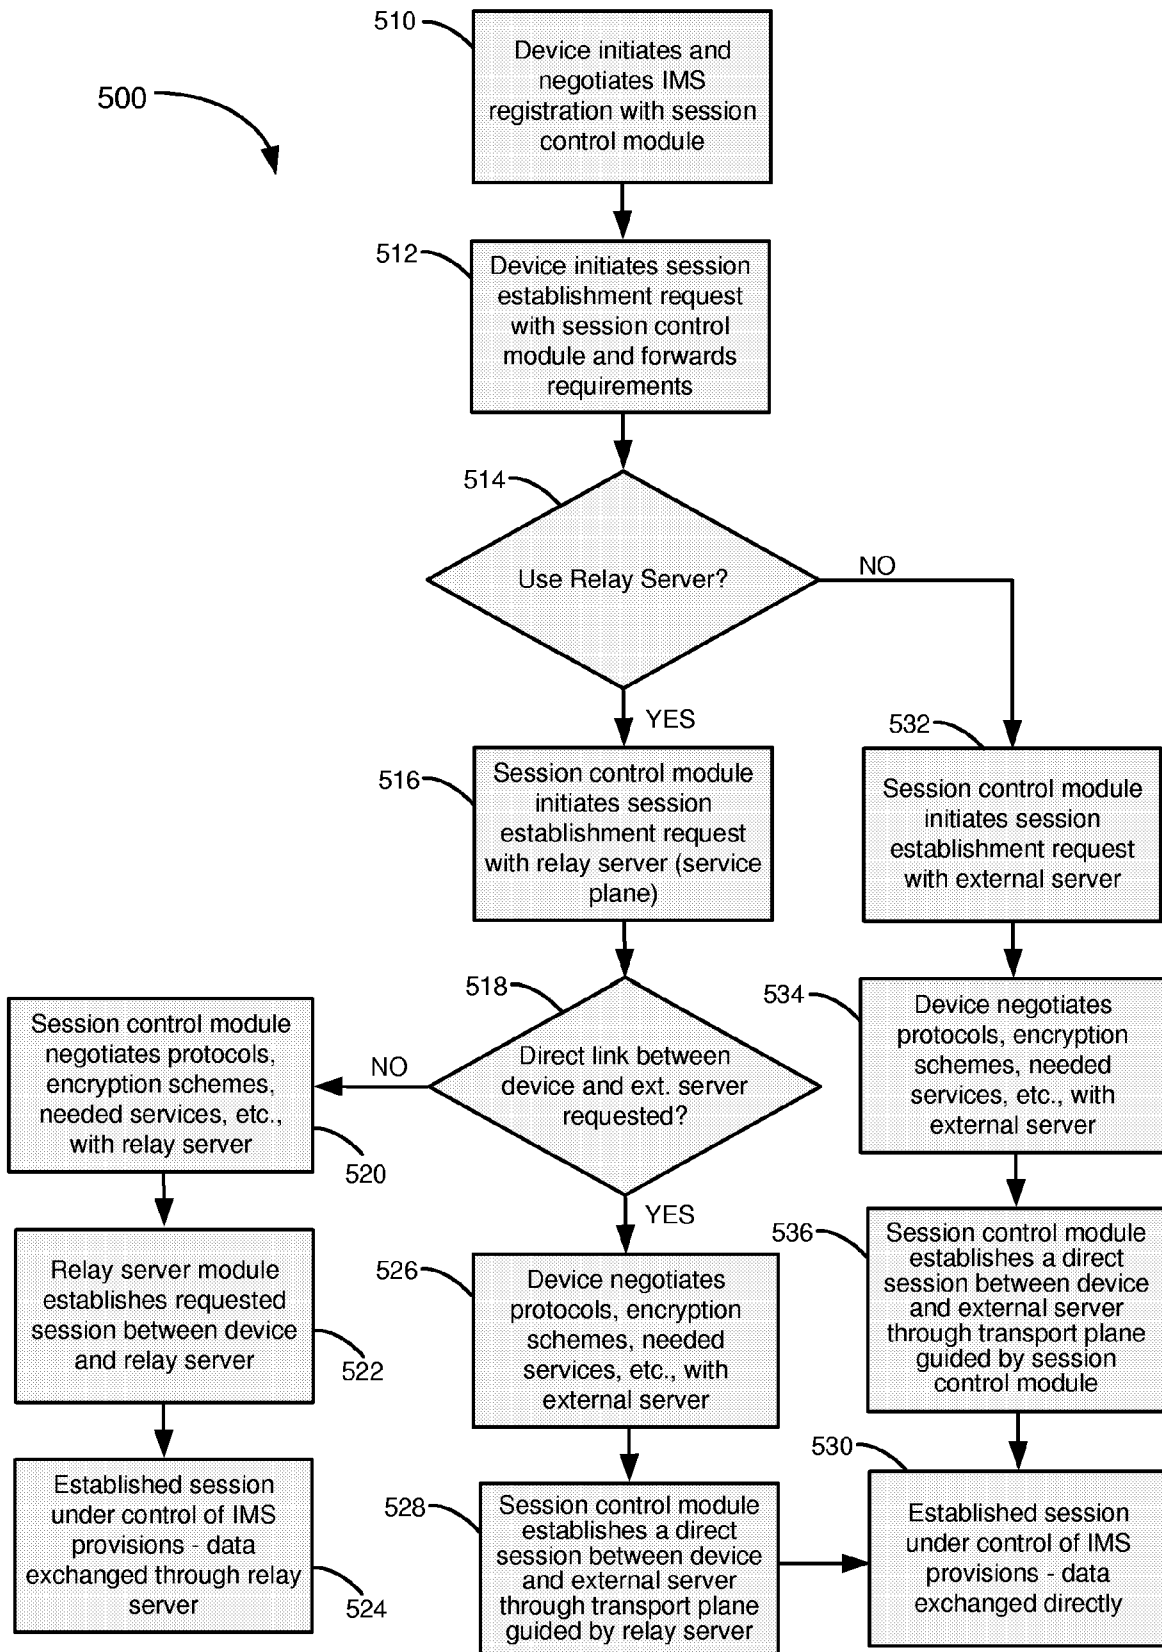 510
Device initiates and
negotiates IMS
registration with session
control module
500
512
Device initiates session
establishment request
with session control
module and forwards
requirements
514
Use Relay Server?
NO
YES
516
Session control module
initiates session
establishment request
with relay server (service
plane)
532
Session control module
initiates session
establishment request
with external server
518
Direct link between
device and ext. server
requested?
NO
YES
534
Device negotiates
protocols, encryption
schemes, needed
services, etc., with
external server
Session control module
negotiates protocols,
encryption schemes,
needed services, etc.,
with relay server
520
Relay server module
establishes requested
session between device
and relay server
522
526
Device negotiates
protocols, encryption
schemes, needed
services, etc., with
external server
536
Session control module
establishes a direct
session between device
and external server
through transport plane
guided by session
control module
Established session
under control of IMS
provisions - data
exchanged through relay
server
524
528
Session control module
establishes a direct
session between device
and external server
through transport plane
guided by relay server
530
Established session
under control of IMS
provisions - data
exchanged directly